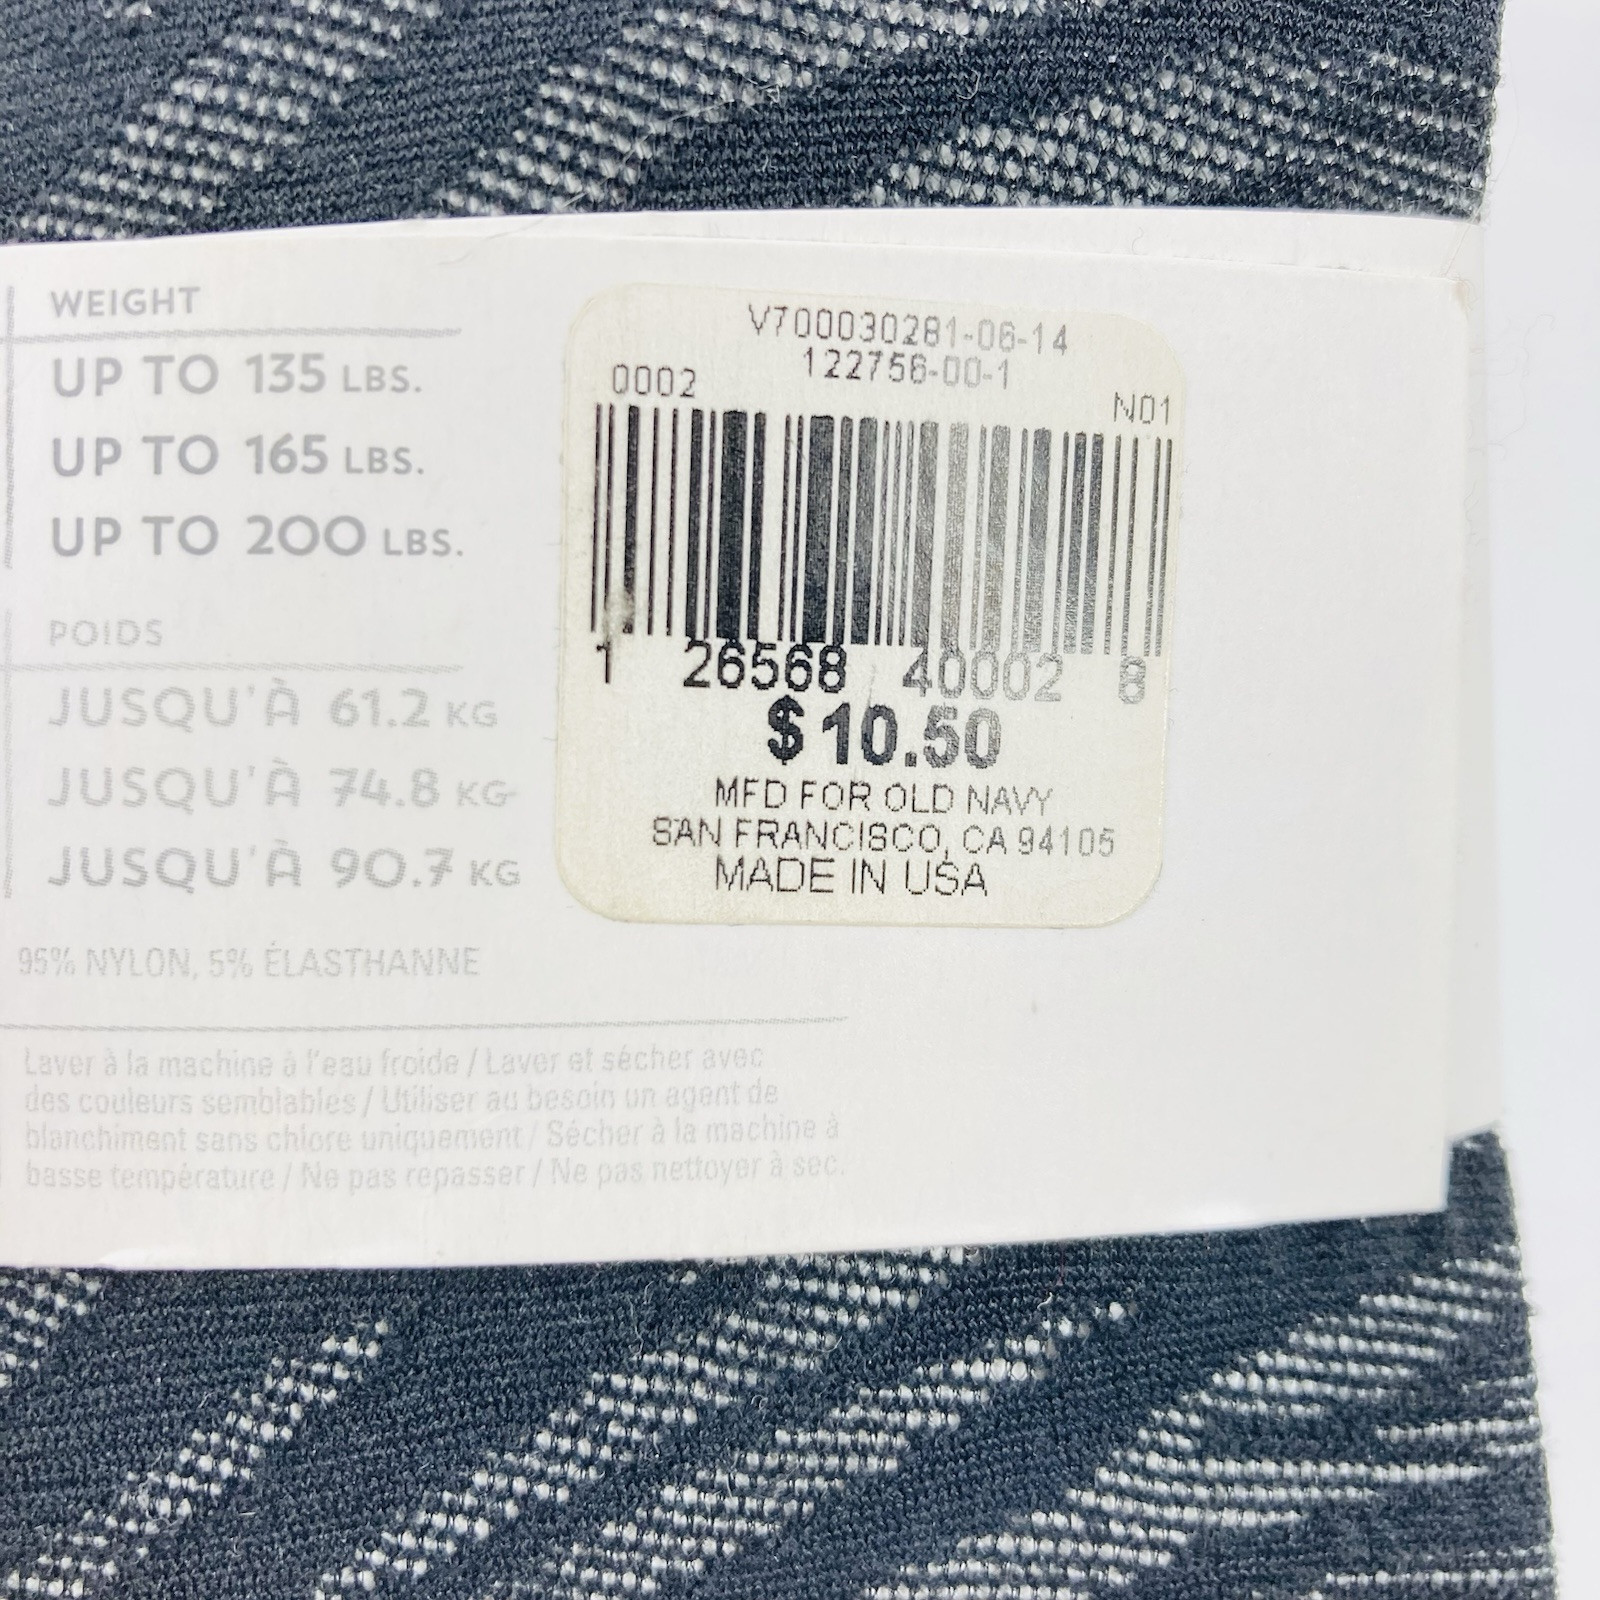 WEIGHT
UP TO 135 LBS.
UP TO 165 LBS.
UP TO 200 LBS.
POIDS
JUSQU'À 61.2 KG
JUSQU'À 74.8 KG
JUSQU'À 90.7 KG
95% NYLON, 5% ÉLASTHANNE
Laver à la machine à l'eau froide / Laver et sécher avec
des couleurs semblables / Utiliser au besoin un agent de
blanchiment sans chlore uniquement / Sécher à la machine à
basse température / Ne pas repasser / Ne pas nettoyer à sec.
V700030281-06-14
122756-00-1
0002
N01
1 26568 40002 8
$10.50
MFD FOR OLD NAVY
SAN FRANCISCO, CA 94105
MADE IN USA